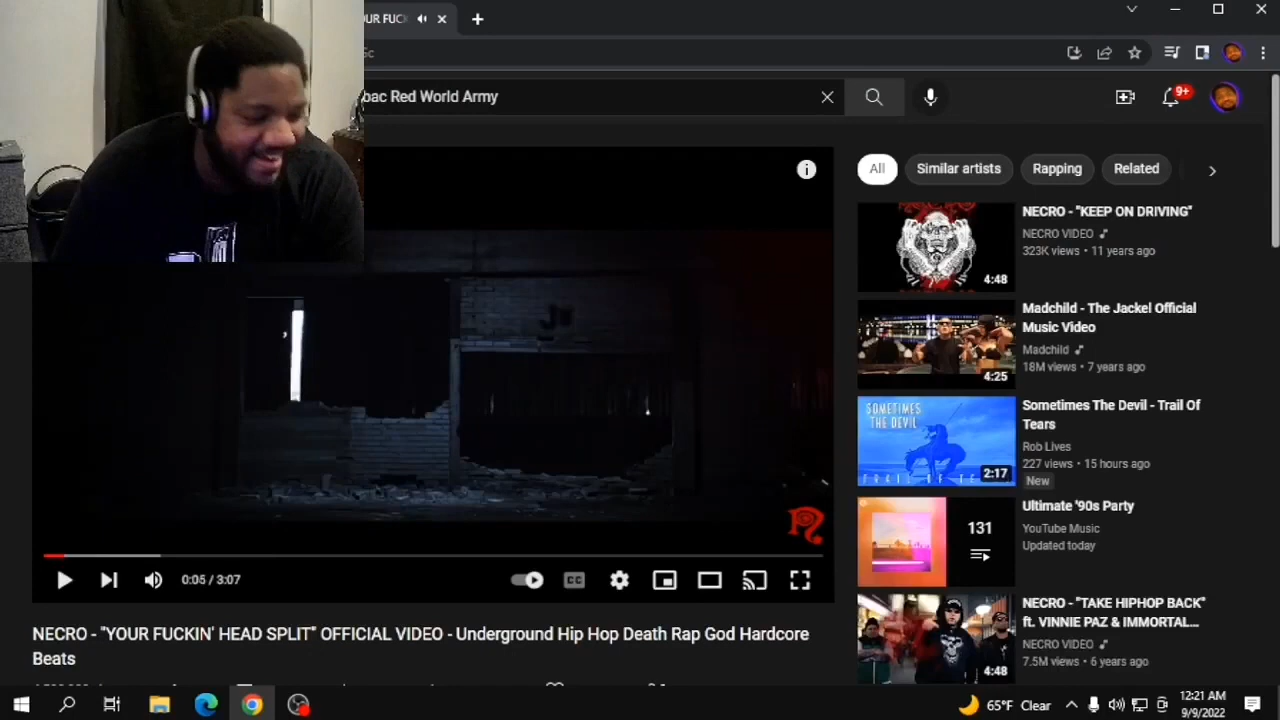 OUR FUC
pac Red World Army
9+
All
Similar artists
Rapping
Related
NECRO - "KEEP ON DRIVING"
NECRO VIDEO
323K views • 11 years ago
4:48
Madchild - The Jackel Official
Music Video
Madchild
18M views • 7 years ago
4:25
SOMETIMES
THE DEVIL
2:17
Sometimes The Devil - Trail Of
Tears
Rob Lives
227 views • 15 hours ago
New
131
Ultimate '90s Party
YouTube Music
Updated today
NECRO - "TAKE HIPHOP BACK"
ft. VINNIE PAZ & IMMORTAL...
NECRO VIDEO
7.5M views • 6 years ago
4:48
0:05 / 3:07
CC
NECRO - "YOUR FUCKIN' HEAD SPLIT" OFFICIAL VIDEO - Underground Hip Hop Death Rap God Hardcore
Beats
65°F Clear
12:21 AM
9/9/2022